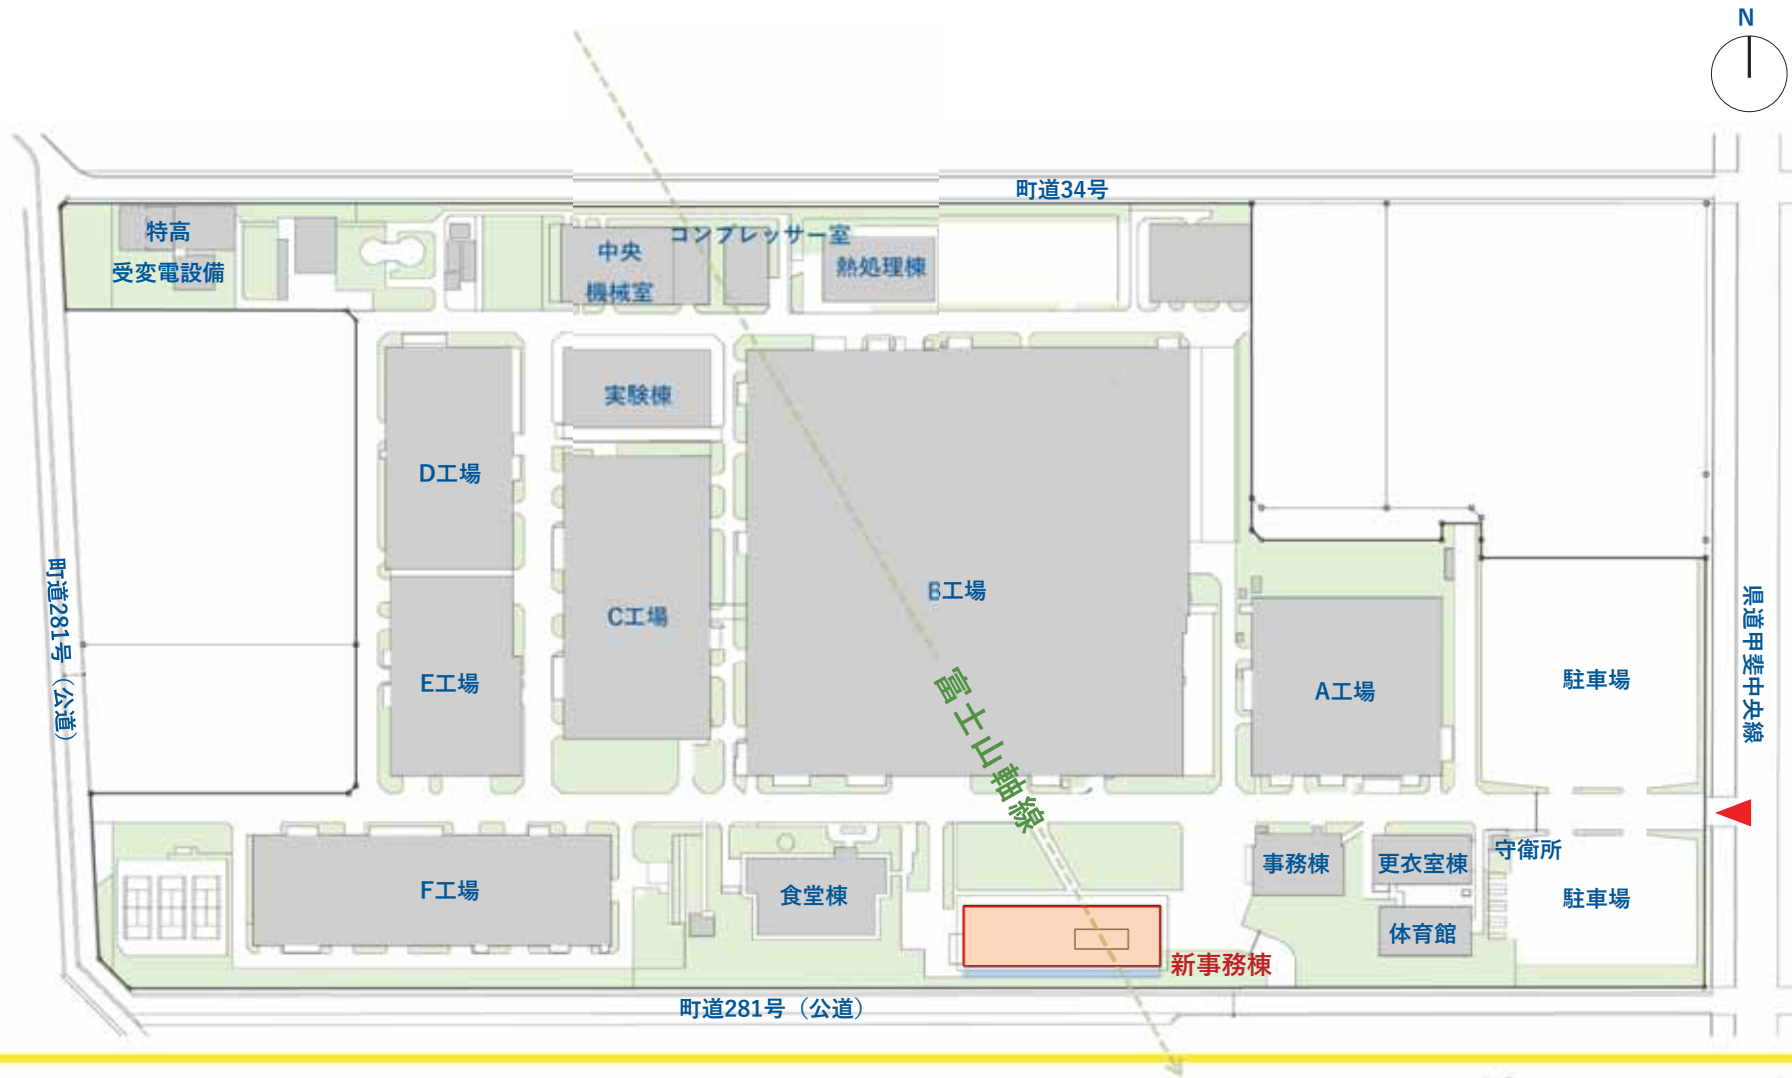 N
町道34号
特高
受変電設備
中央
機械室
コンプレッサー室
熱処理棟
実験棟
D工場
C工場
B工場
E工場
A工場
駐車場
町道281号（公道）
県道甲斐中央線
富士山軸線
F工場
食堂棟
事務棟
更衣室棟
守衛所
駐車場
体育館
新事務棟
町道281号（公道）